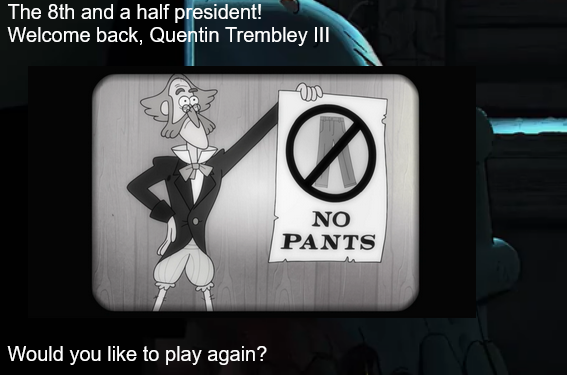 The 8th and a half president!
Welcome back, Quentin Trembley III
NO
PANTS
Would you like to play again?